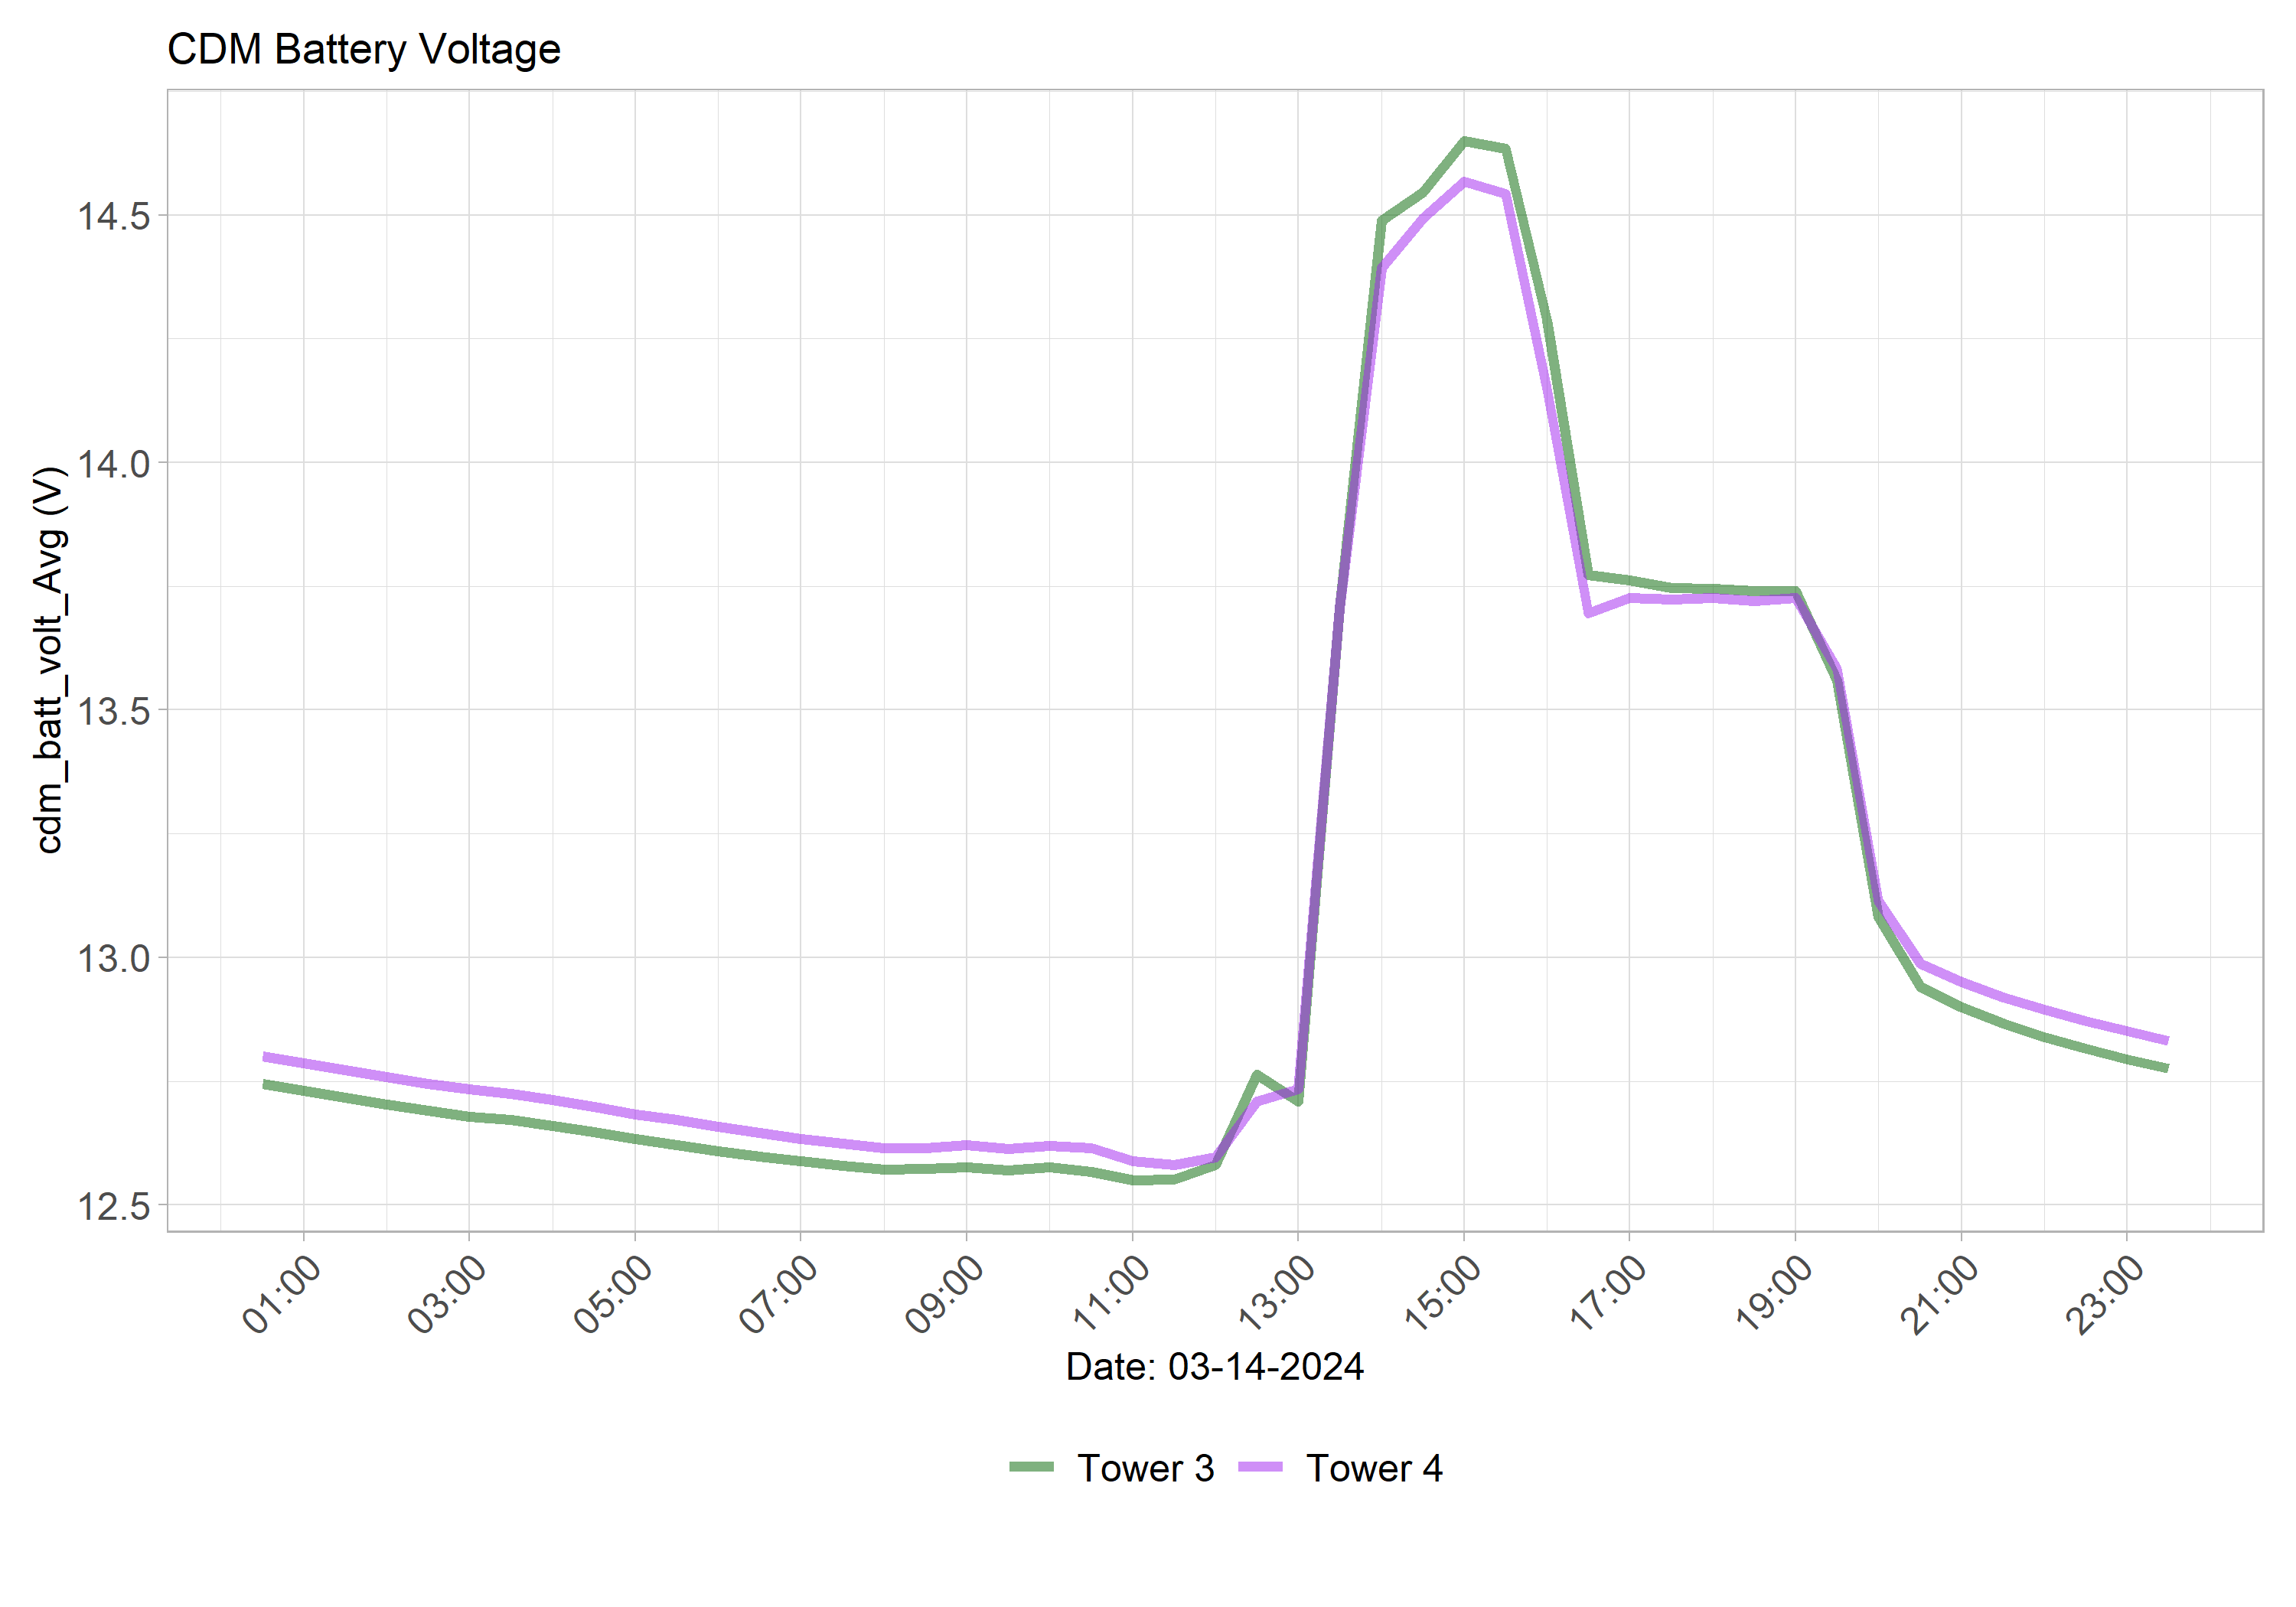 CDM Battery Voltage
cdm_batt_volt_Avg (V)
14.5
14.0
13.5
13.0
12.5
01:00 03:00 05:00 07:00 09:00 11:00 13:00 15:00 17:00 19:00 21:00 23:00
Date: 03-14-2024
Tower 3 Tower 4